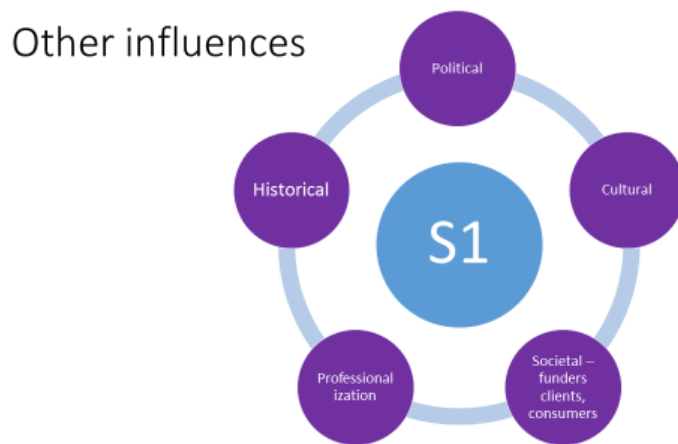 Other influences
Political
Historical
Cultural
S1
Professional
ization
Societal –
funders
clients,
consumers